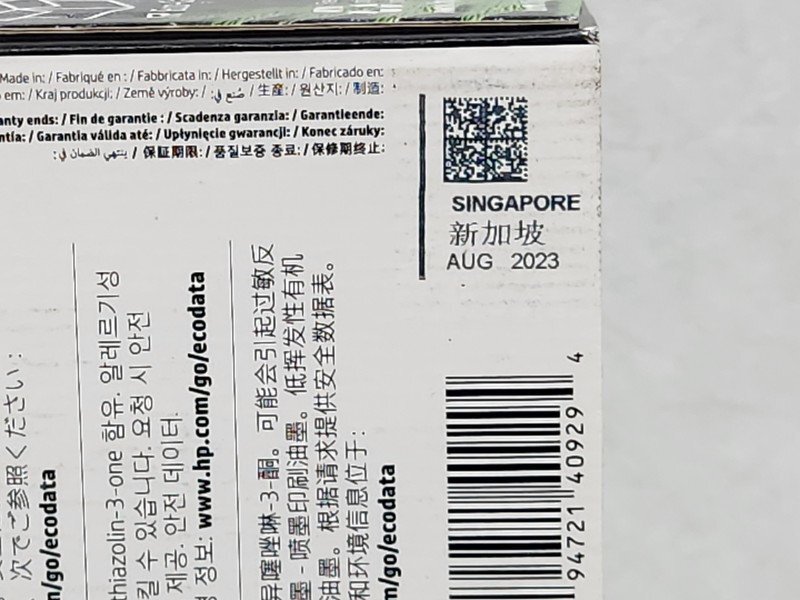 Made in: / Fabriqué en : / Fabbricata in: / Hergestellt in: / Fabricado en:
em: / Kraj produkcji: / Země výroby: / صُنع في: / 生産: / 원산지: / 制造:
anty ends: / Fin de garantie : / Scadenza garanzia: / Garantieende:
ntia: / Garantia válida até: / Upłynięcie gwarancji: / Konec záruky:
ينتهي الضمان في: / 保証期限: / 품질보증 종료: / 保修期终止:
SINGAPORE
新加坡
AUG 2023
次でご参照ください:
n/go/ecodata
thiazolin-3-one 함유. 알레르기성
킬 수 있습니다. 요청 시 안전
제공. 안전 데이터.
정보: www.hp.com/go/ecodata
异噻唑啉-3-酮。可能会引起过敏反
墨 - 喷墨印刷油墨。低挥发性有机
油墨。根据请求提供安全数据表。
和环境信息位于:
m/go/ecodata
94721 40929 4